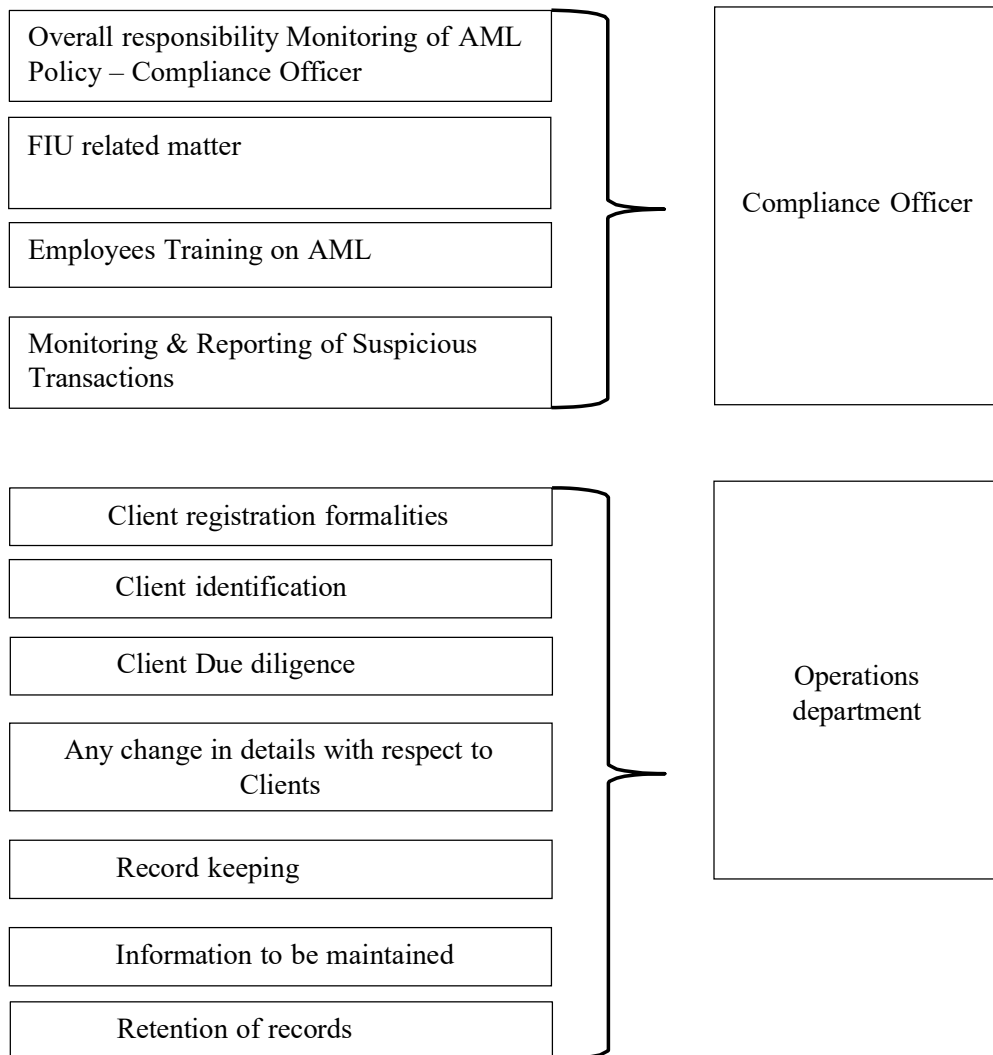 Overall responsibility Monitoring of AML
Policy – Compliance Officer
FIU related matter
Employees Training on AML
Monitoring & Reporting of Suspicious
Transactions
Compliance Officer
Client registration formalities
Client identification
Client Due diligence
Any change in details with respect to
Clients
Record keeping
Information to be maintained
Retention of records
Operations
department